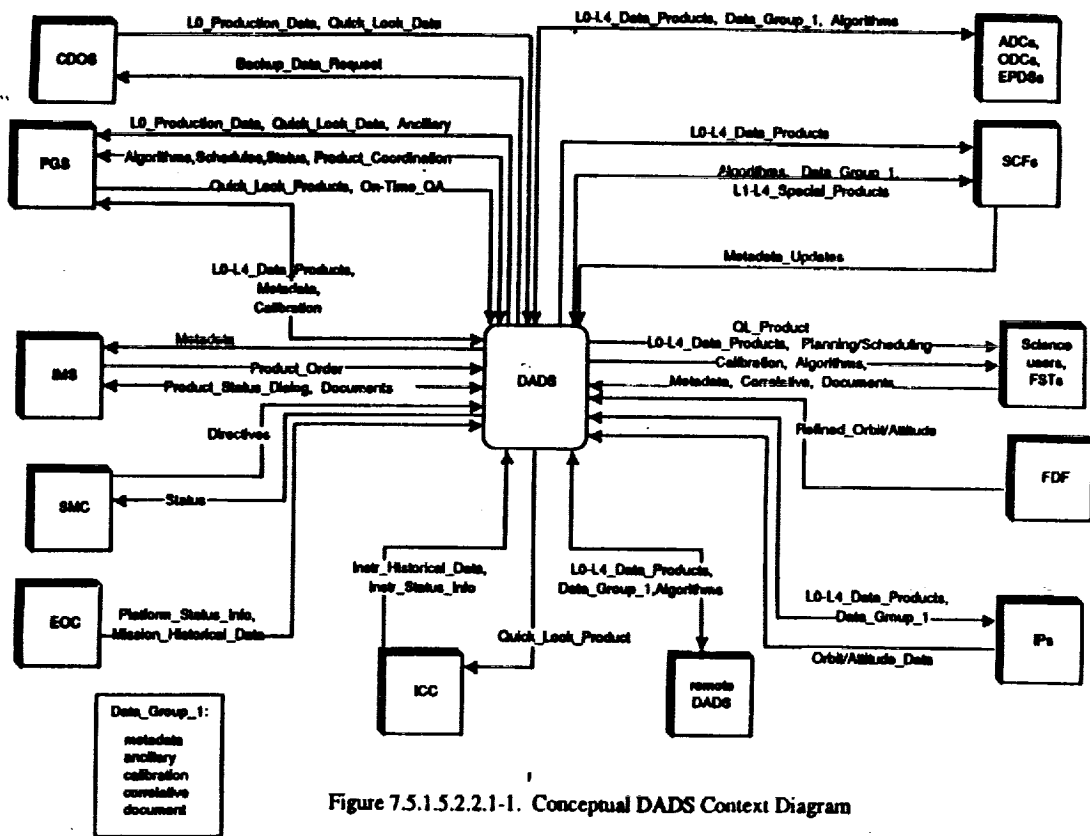 L0_Production_Data, Quick_Look_Data
CDOS
Backup_Data_Request
L0-L4_Data_Products, Data_Group_1, Algorithms
ADCs,
ODCs,
EPDSs
L0_Production_Data, Quick_Look_Data, Ancillary
PGS
Algorithms,Schedules,Status, Product_Coordination
Quick_Look_Products, On-Time_QA
L0-L4_Data_Products
SCFs
Algorithms, Data_Group_1,
L1-L4_Special_Products
Metadata_Updates
L0-L4_Data_Products,
Metadata,
Calibration
Metadata
IMS
Product_Order
Product_Status_Dialog, Documents
DADS
QL_Product
L0-L4_Data_Products, Planning/Scheduling
Calibration, Algorithms,
Metadata, Correlative, Documents
Science
users,
FSTs
Directives
SMC
Status
Refined_Orbit/Attitude
FDF
EOC
Platform_Status_Info,
Mission_Historical_Data
Instr_Historical_Data,
Instr_Status_Info
Quick_Look_Product
ICC
L0-L4_Data_Products,
Data_Group_1,Algorithms
remote
DADS
L0-L4_Data_Products,
Data_Group_1
IPs
Orbit/Attitude_Data
Data_Group_1:
metadata
ancillary
calibration
correlative
document
Figure 7.5.1.5.2.2.1-1. Conceptual DADS Context Diagram